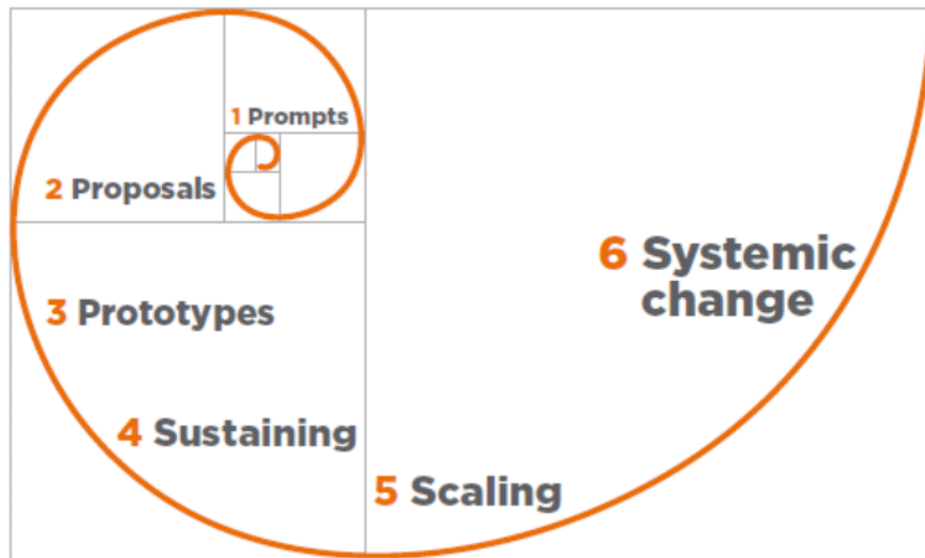 1 Prompts
2 Proposals
3 Prototypes
4 Sustaining
5 Scaling
6 Systemic
change